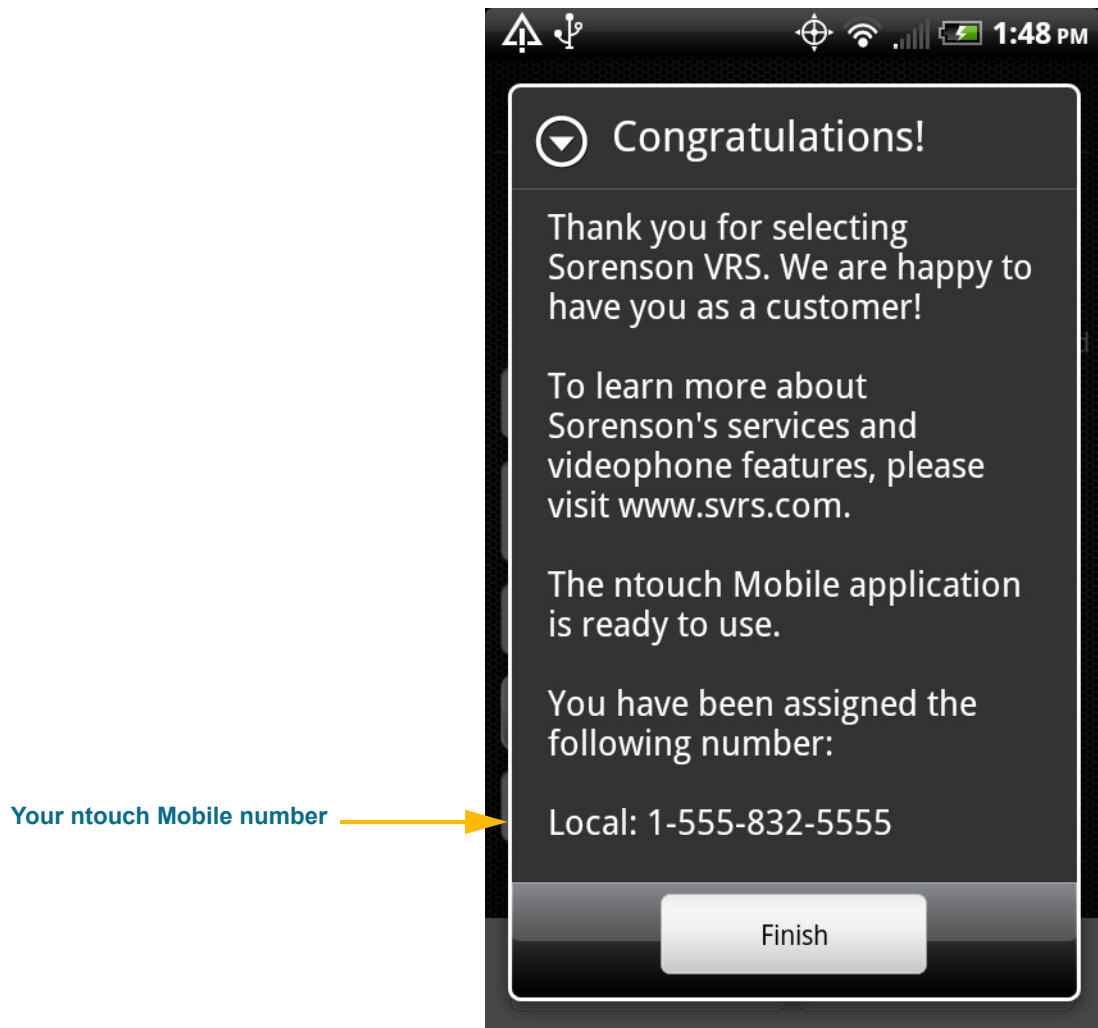 1:48 PM
Congratulations!
Thank you for selecting
Sorenson VRS. We are happy to
have you as a customer!
To learn more about
Sorenson's services and
videophone features, please
visit www.svrs.com.
The ntouch Mobile application
is ready to use.
You have been assigned the
following number:
Your ntouch Mobile number
Local: 1-555-832-5555
Finish